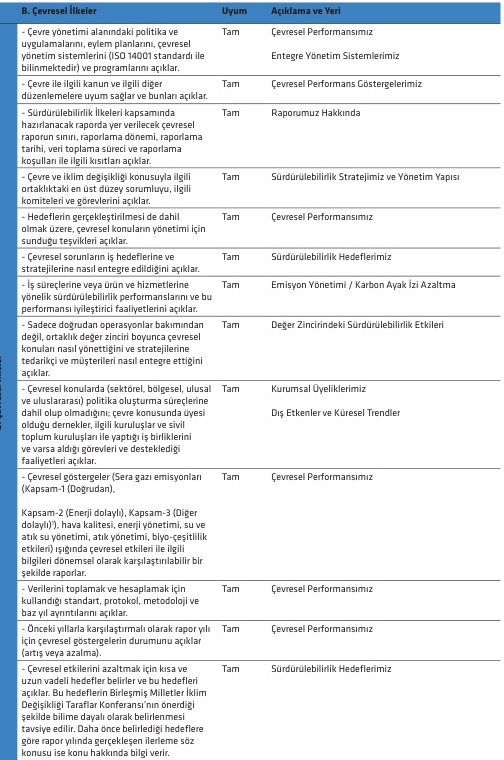 B. Çevresel İlkeler Uyum Açıklama ve Yeri
- Çevre yönetimi alanındaki politika ve Tam Çevresel Performansımız
uygulamalarını, eylem planlarını, çevresel
yönetim sistemlerini (ISO 14001 standardı ile Entegre Yönetim Sistemlerimiz
bilinmektedir) ve programlarını açıklar.
- Çevre ile ilgili kanun ve ilgili diğer Tam Çevresel Performans Göstergelerimiz
düzenlemelere uyum sağlar ve bunları açıklar.
- Sürdürülebilirlik İlkeleri kapsamında Tam Raporumuz Hakkında
hazırlanacak raporda yer verilecek çevresel
raporun sınırı, raporlama dönemi, raporlama
tarihi, veri toplama süreci ve raporlama
koşulları ile ilgili kısıtları açıklar.
- Çevre ve iklim değişikliği konusuyla ilgili Tam Sürdürülebilirlik Stratejimiz ve Yönetim Yapısı
ortaklıktaki en üst düzey sorumluyu, ilgili
komiteleri ve görevlerini açıklar.
- Hedeflerin gerçekleştirilmesi de dahil Tam Çevresel Performansımız
olmak üzere, çevresel konuların yönetimi için
sunduğu teşvikleri açıklar.
- Çevresel sorunların iş hedeflerine ve Tam Sürdürülebilirlik Hedeflerimiz
stratejilerine nasıl entegre edildiğini açıklar.
- İş süreçlerine veya ürün ve hizmetlerine Tam Emisyon Yönetimi / Karbon Ayak İzi Azaltma
yönelik sürdürülebilirlik performanslarını ve bu
performansı iyileştirici faaliyetlerini açıklar.
- Sadece doğrudan operasyonlar bakımından Tam Değer Zincirindeki Sürdürülebilirlik Etkileri
değil, ortaklık değer zinciri boyunca çevresel
konuları nasıl yönettiğini ve stratejilerine
tedarikçi ve müşterileri nasıl entegre ettiğini
açıklar.
- Çevresel konularda (sektörel, bölgesel, ulusal Tam Kurumsal Üyeliklerimiz
ve uluslararası) politika oluşturma süreçlerine
dahil olup olmadığını; çevre konusunda üyesi Dış Etkenler ve Küresel Trendler
olduğu dernekler, ilgili kuruluşlar ve sivil
toplum kuruluşları ile yaptığı iş birliklerini
ve varsa aldığı görevleri ve desteklediği
faaliyetleri açıklar.
- Çevresel göstergeler (Sera gazı emisyonları Tam Çevresel Performansımız
(Kapsam-1 (Doğrudan),
Kapsam-2 (Enerji dolaylı), Kapsam-3 (Diğer
dolaylı)¹), hava kalitesi, enerji yönetimi, su ve
atık su yönetimi, atık yönetimi, biyo-çeşitlilik
etkileri) ışığında çevresel etkileri ile ilgili
bilgileri dönemsel olarak karşılaştırılabilir bir
şekilde raporlar.
- Verilerini toplamak ve hesaplamak için Tam Çevresel Performansımız
kullandığı standart, protokol, metodoloji ve
baz yıl ayrıntılarını açıklar.
- Önceki yıllarla karşılaştırmalı olarak rapor yılı Tam Çevresel Performansımız
için çevresel göstergelerin durumunu açıklar
(artış veya azalma).
- Çevresel etkilerini azaltmak için kısa ve Tam Sürdürülebilirlik Hedeflerimiz
uzun vadeli hedefler belirler ve bu hedefleri
açıklar. Bu hedeflerin Birleşmiş Milletler İklim
Değişikliği Taraflar Konferansı'nın önerdiği
şekilde bilime dayalı olarak belirlenmesi
tavsiye edilir. Daha önce belirlediği hedeflere
göre rapor yılında gerçekleşen ilerleme söz
konusu ise konu hakkında bilgi verir.